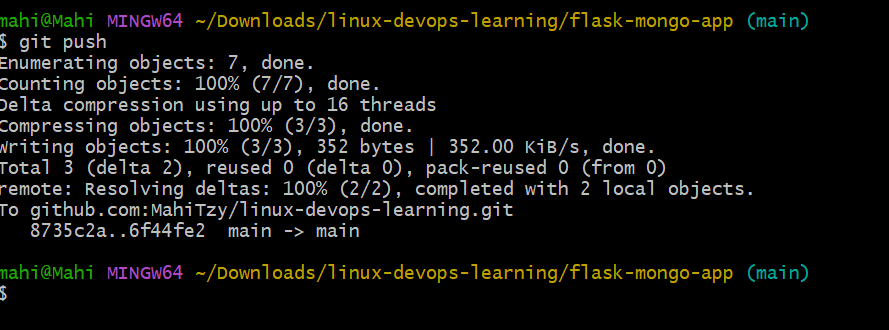 mahi@Mahi MINGW64 ~/Downloads/linux-devops-learning/flask-mongo-app (main)
$ git push
Enumerating objects: 7, done.
Counting objects: 100% (7/7), done.
Delta compression using up to 16 threads
Compressing objects: 100% (3/3), done.
Writing objects: 100% (3/3), 352 bytes | 352.00 KiB/s, done.
Total 3 (delta 2), reused 0 (delta 0), pack-reused 0 (from 0)
remote: Resolving deltas: 100% (2/2), completed with 2 local objects.
To github.com:MahiTzy/linux-devops-learning.git
   8735c2a..6f44fe2  main -> main
mahi@Mahi MINGW64 ~/Downloads/linux-devops-learning/flask-mongo-app (main)
$